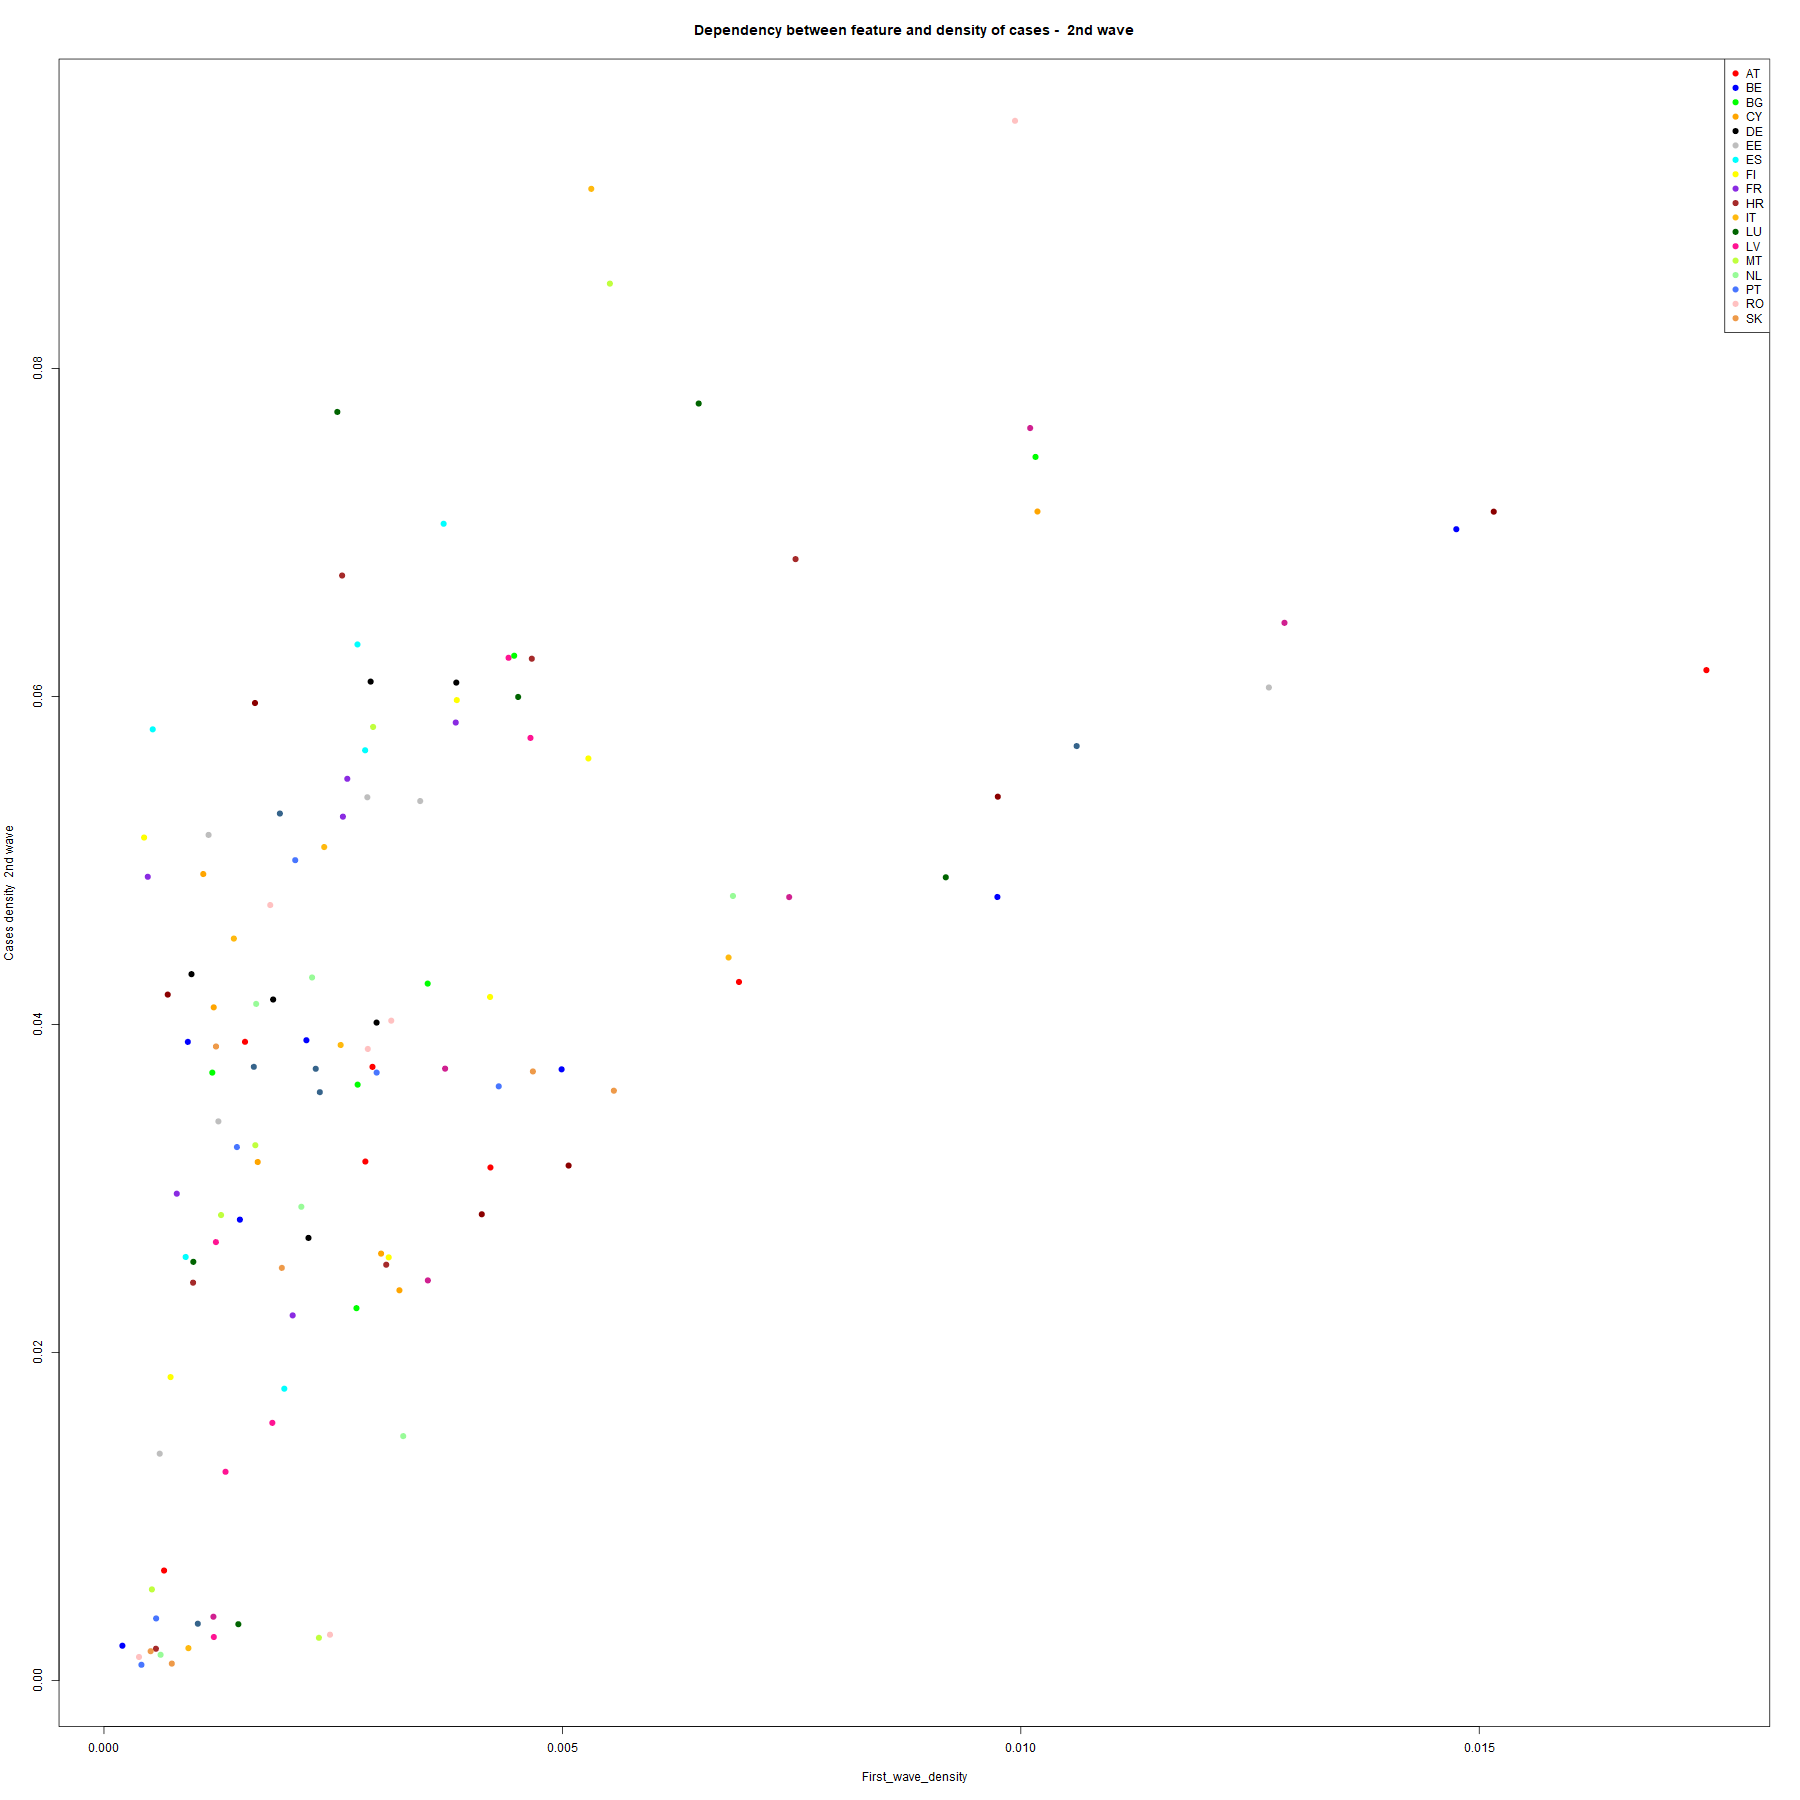 Dependency between feature and density of cases -  2nd wave
AT
BE
BG
CY
DE
EE
ES
FI
FR
HR
IT
LU
LV
MT
NL
PT
RO
SK
Cases density  2nd wave
0.08
0.06
0.04
0.02
0.00
0.000
0.005
0.010
0.015
First_wave_density